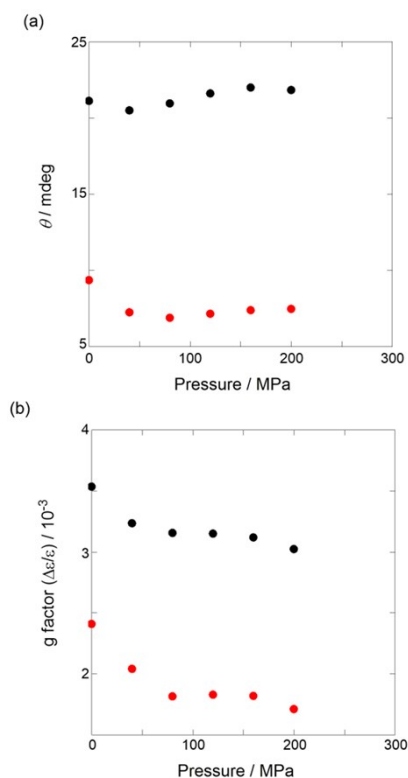 (a)
25
15
5
θ / mdeg
0 100 200 300
Pressure / MPa
(b)
4
3
2
g factor (Δε/ε) / 10⁻³
0 100 200 300
Pressure / MPa